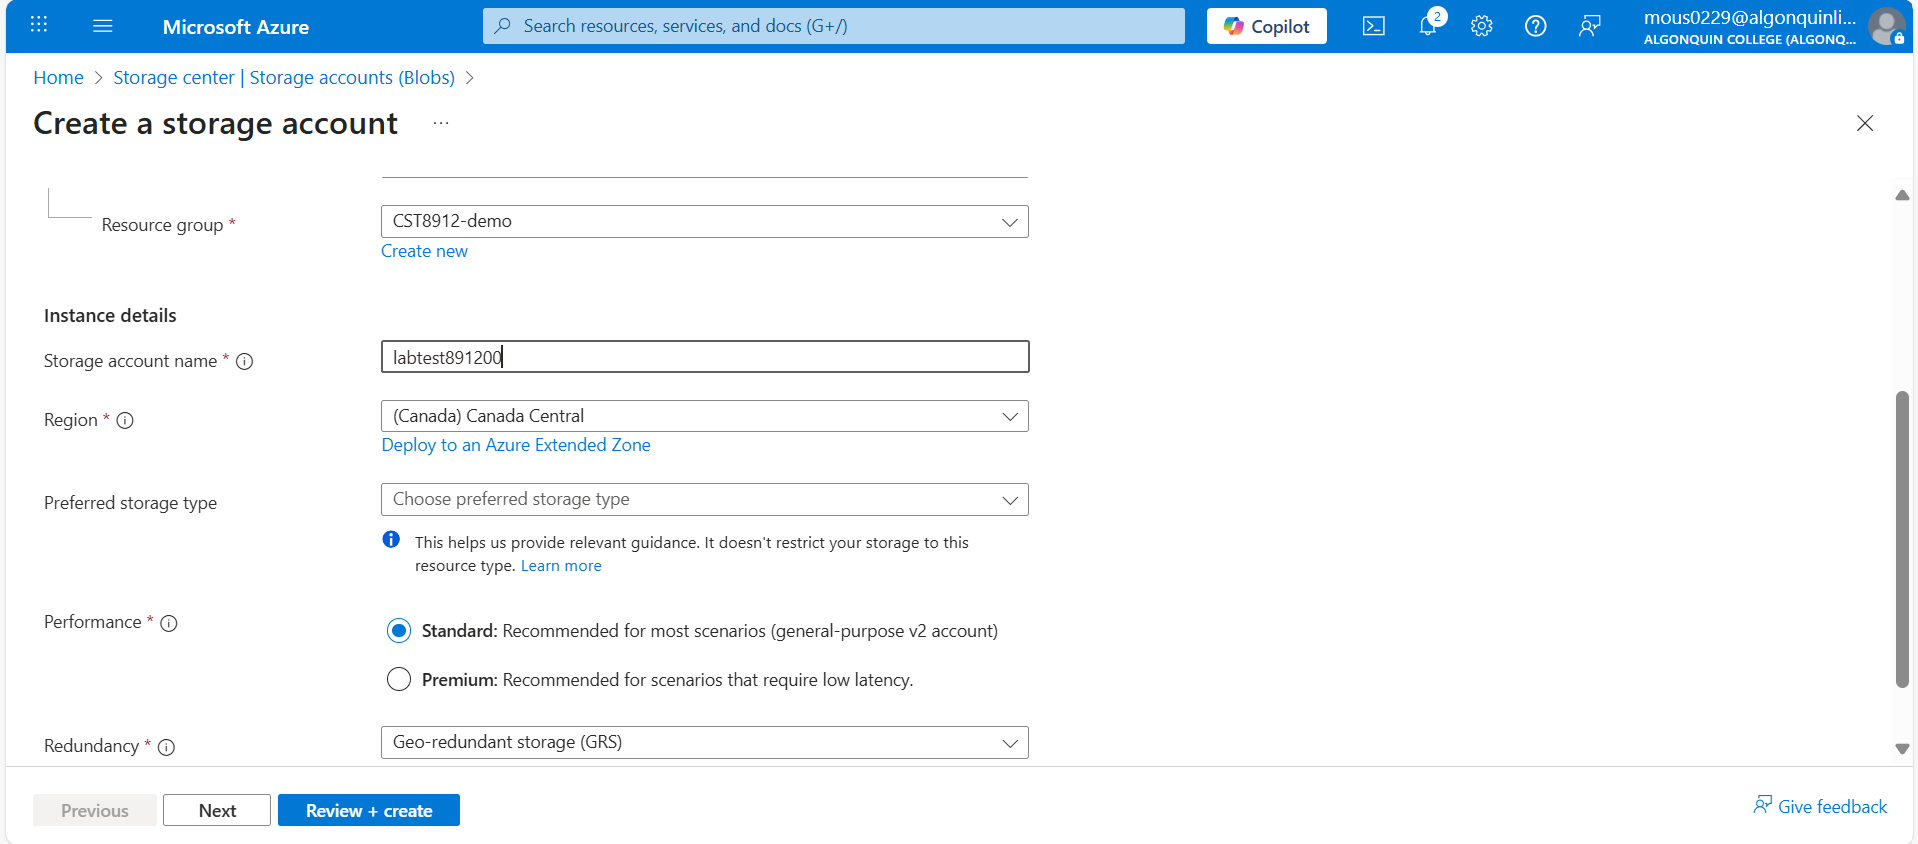 Microsoft Azure
Search resources, services, and docs (G+/)
Copilot
2
mous0229@algonquinli...
ALGONQUIN COLLEGE (ALGONQ...
Home > Storage center | Storage accounts (Blobs) >
Create a storage account ...
Resource group *
CST8912-demo
Create new
Instance details
Storage account name *
labtest891200
Region *
(Canada) Canada Central
Deploy to an Azure Extended Zone
Preferred storage type
Choose preferred storage type
This helps us provide relevant guidance. It doesn't restrict your storage to this
resource type. Learn more
Performance *
Standard: Recommended for most scenarios (general-purpose v2 account)
Premium: Recommended for scenarios that require low latency.
Redundancy *
Geo-redundant storage (GRS)
Previous
Next
Review + create
Give feedback